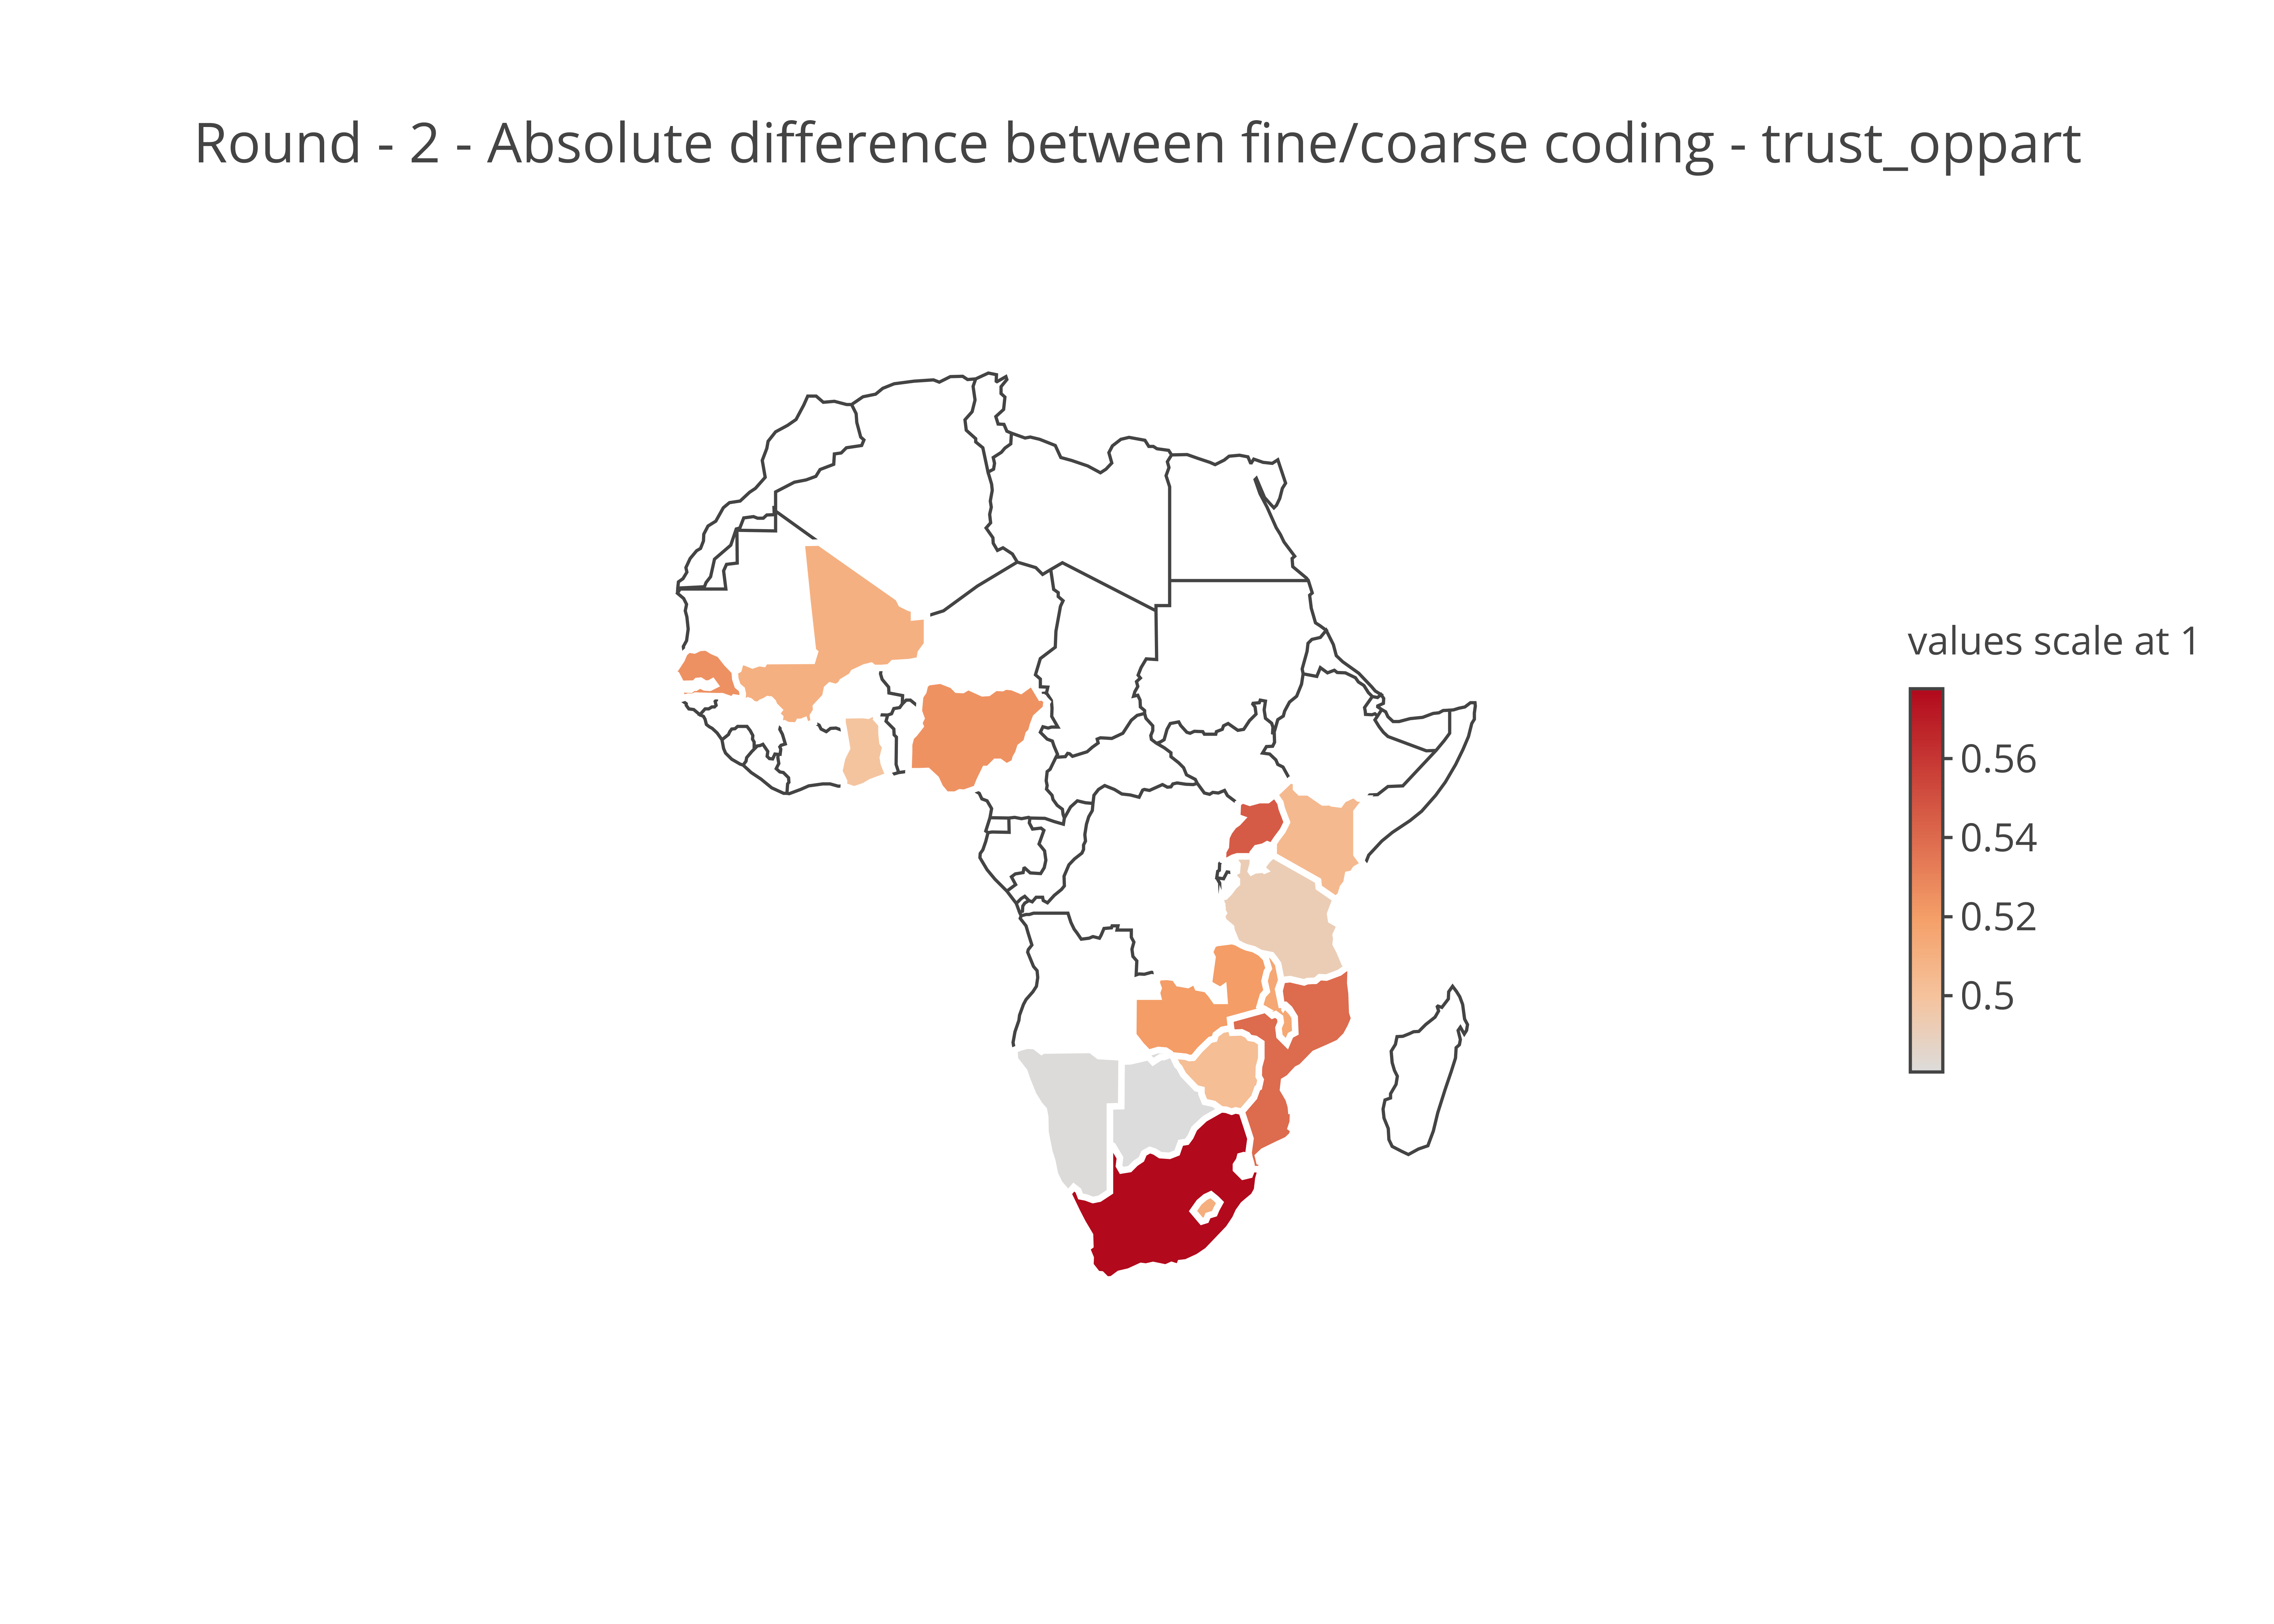 Round - 2 - Absolute difference between fine/coarse coding - trust_oppart
values scale at 1
0.56
0.54
0.52
0.5